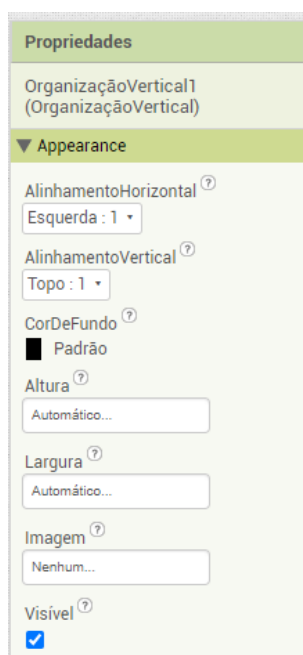 Propriedades
OrganizaçãoVertical1
(OrganizaçãoVertical)
▼ Appearance
AlinhamentoHorizontal ?
Esquerda : 1 ▾
AlinhamentoVertical ?
Topo : 1 ▾
CorDeFundo ?
Padrão
Altura ?
Automático...
Largura ?
Automático...
Imagem ?
Nenhum...
Visível ?